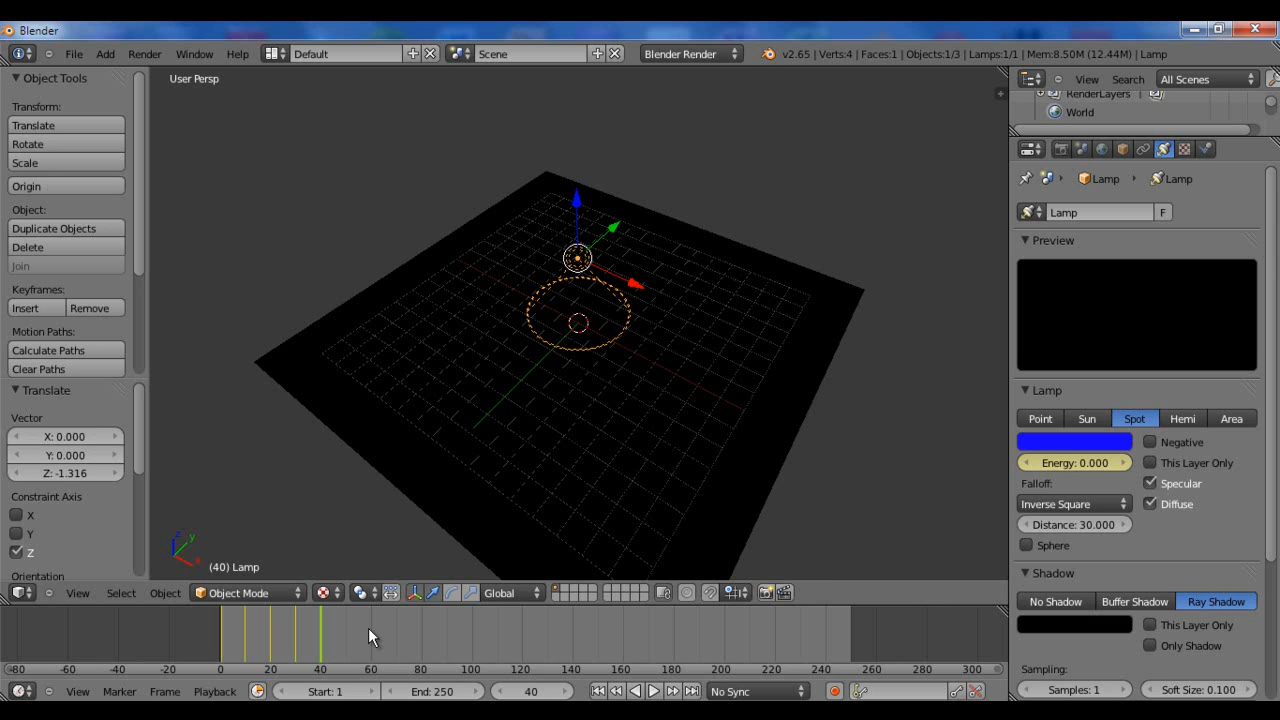 Blender
File Add Render Window Help Default Scene Blender Render v2.65 | Verts:4 | Faces:1 | Objects:1/3 | Lamps:1/1 | Mem:8.50M (12.44M) | Lamp
Object Tools
Transform:
Translate
Rotate
Scale
Origin
Object:
Duplicate Objects
Delete
Join
Keyframes:
Insert Remove
Motion Paths:
Calculate Paths
Clear Paths
Translate
Vector
X: 0.000
Y: 0.000
Z: -1.316
Constraint Axis
X
Y
Z
Orientation
User Persp
z
y
x
(40) Lamp
View Search All Scenes
RenderLayers
World
Lamp Lamp
Lamp F
Preview
Lamp
Point Sun Spot Hemi Area
Negative
Energy: 0.000 This Layer Only
Falloff: Specular
Inverse Square Diffuse
Distance: 30.000
Sphere
Shadow
No Shadow Buffer Shadow Ray Shadow
This Layer Only
Only Shadow
Sampling:
Samples: 1 Soft Size: 0.100
View Select Object Object Mode Global
-80 -60 -40 -20 0 20 40 60 80 100 120 140 160 180 200 220 240 260 280 300
View Marker Frame Playback Start: 1 End: 250 40 No Sync